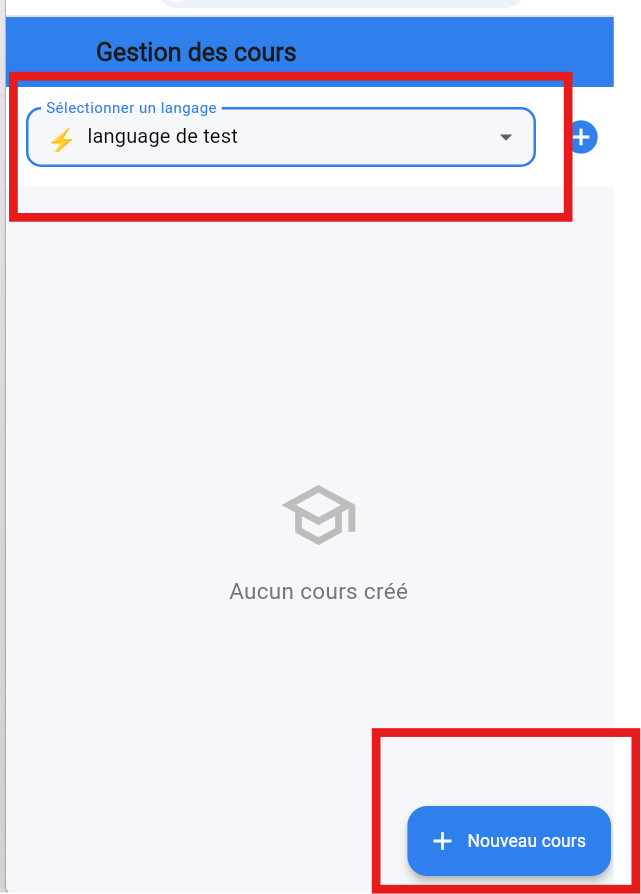 Gestion des cours
Sélectionner un langage
language de test
Aucun cours créé
Nouveau cours